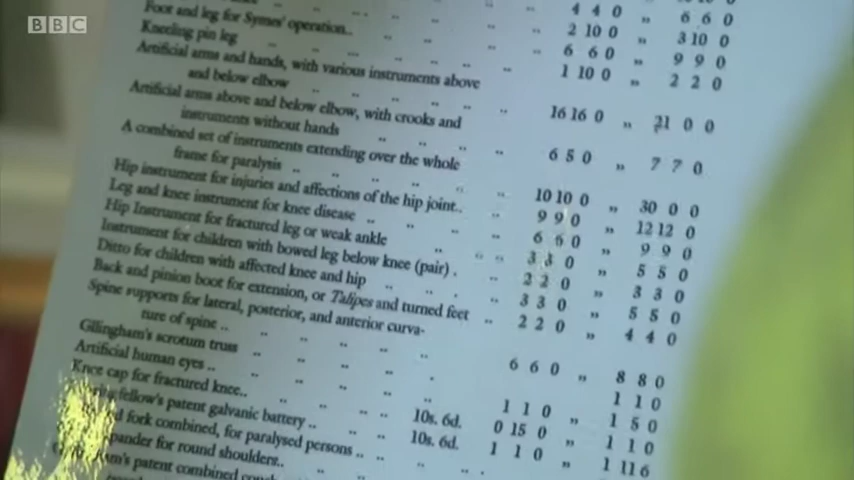 BBC
4 4 0 " 6 6 0
Foot and leg for Symes' operation.. 2 10 0 " 3 10 0
Kneeling pin leg 6 6 0 " 9 9 0
Artificial arms and hands, with various instruments above 1 10 0 " 2 2 0
and below elbow
Artificial arms above and below elbow, with crooks and 16 16 0 " 21 0 0
instruments without hands
A combined set of instruments extending over the whole 6 5 0 " 7 7 0
frame for paralysis
Hip instrument for injuries and affections of the hip joint.. 10 10 0 " 30 0 0
Leg and knee instrument for knee disease 9 9 0 " 12 12 0
Hip Instrument for fractured leg or weak ankle 6 6 0 " 9 9 0
Instrument for children with bowed leg below knee (pair) . 3 3 0 " 5 5 0
Ditto for children with affected knee and hip 2 2 0 " 3 3 0
Back and pinion boot for extension, or Talipes and turned feet 3 3 0 " 5 5 0
Spine supports for lateral, posterior, and anterior curva- 2 2 0 " 4 4 0
ture of spine ..
Gillingham's scrotum truss 6 6 0 " 8 8 0
Artificial human eyes .. 1 1 0
Knee cap for fractured knee.. 1 1 0 " 1 5 0
fellow's patent galvanic battery .. 10s. 6d. 0 15 0 " 1 1 0
fork combined, for paralysed persons .. 10s. 6d. 1 1 0 " 1 11 6
for round shoulders..
patent combined